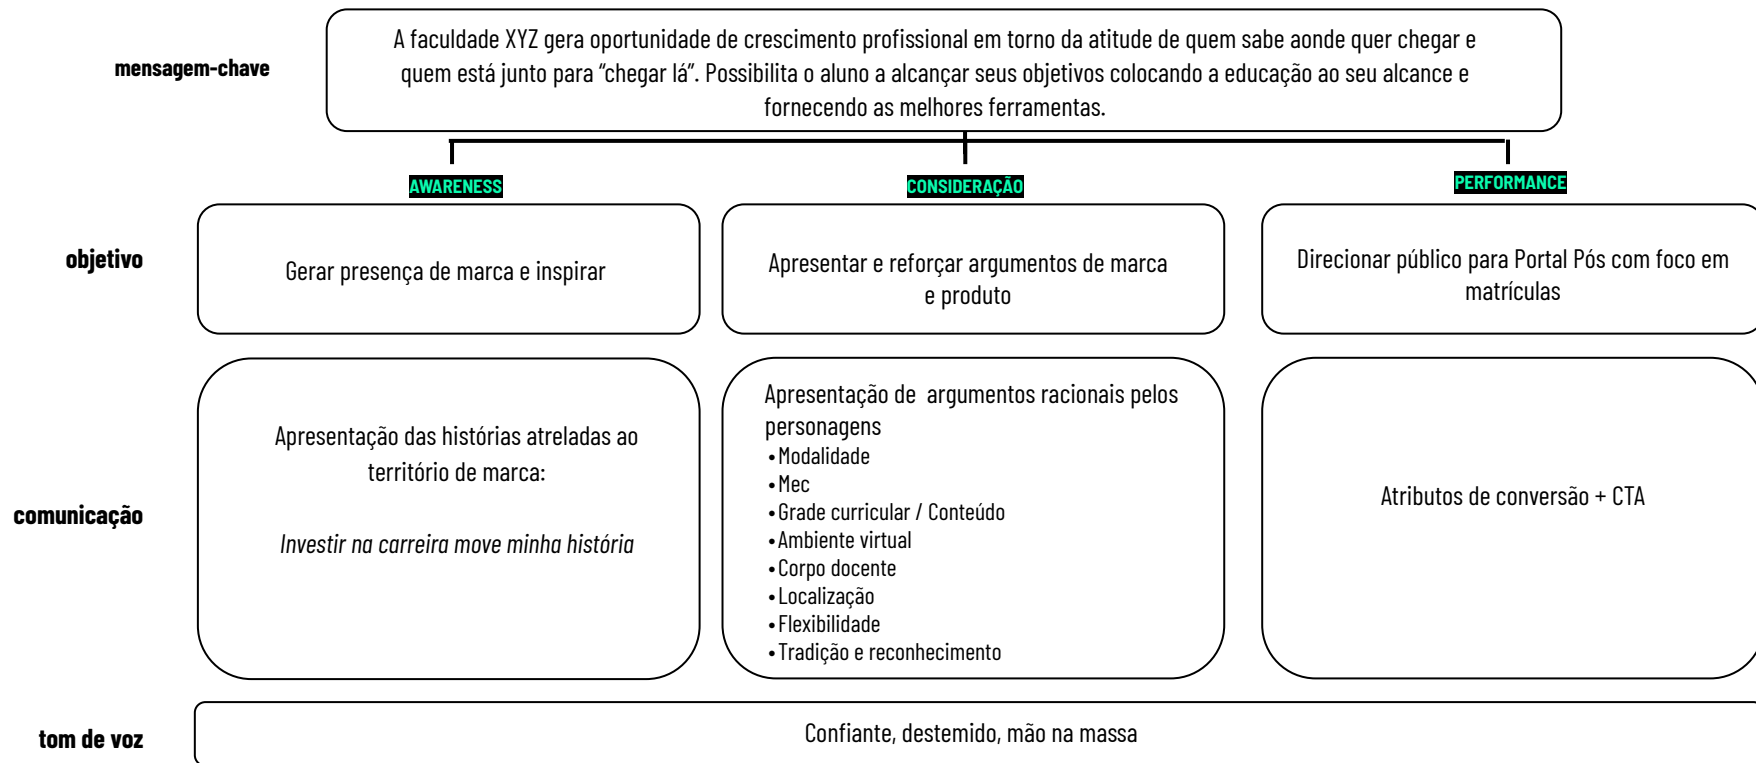 mensagem-chave
A faculdade XYZ gera oportunidade de crescimento profissional em torno da atitude de quem sabe aonde quer chegar e
quem está junto para “chegar lá”. Possibilita o aluno a alcançar seus objetivos colocando a educação ao seu alcance e
fornecendo as melhores ferramentas.
AWARENESS
CONSIDERAÇÃO
PERFORMANCE
objetivo
Gerar presença de marca e inspirar
Apresentar e reforçar argumentos de marca
e produto
Direcionar público para Portal Pós com foco em
matrículas
comunicação
Apresentação das histórias atreladas ao
território de marca:
Investir na carreira move minha história
Apresentação de argumentos racionais pelos
personagens
•Modalidade
•Mec
•Grade curricular / Conteúdo
•Ambiente virtual
•Corpo docente
•Localização
•Flexibilidade
•Tradição e reconhecimento
Atributos de conversão + CTA
tom de voz
Confiante, destemido, mão na massa